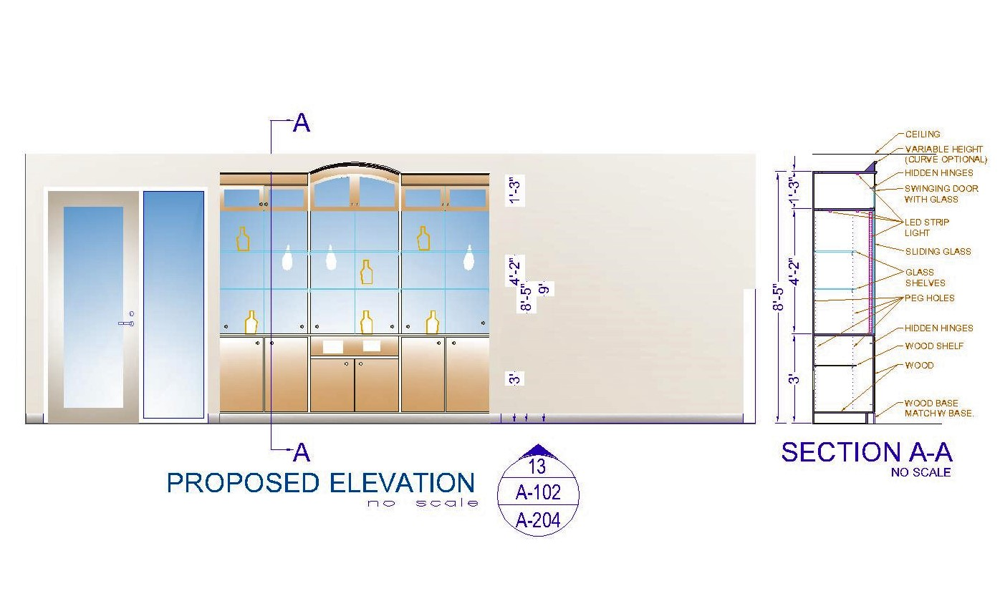 A
1'-3"
4'-2"
8'-5"
9'
3'
A
PROPOSED ELEVATION
no scale
13
A-102
A-204
CEILING
VARIABLE HEIGHT
(CURVE OPTIONAL)
HIDDEN HINGES
SWINGING DOOR
WITH GLASS
LED STRIP
LIGHT
SLIDING GLASS
GLASS
SHELVES
PEG HOLES
HIDDEN HINGES
WOOD SHELF
WOOD
WOOD BASE
MATCH W BASE.
1'-3"
4'-2"
8'-5"
3'
SECTION A-A
NO SCALE